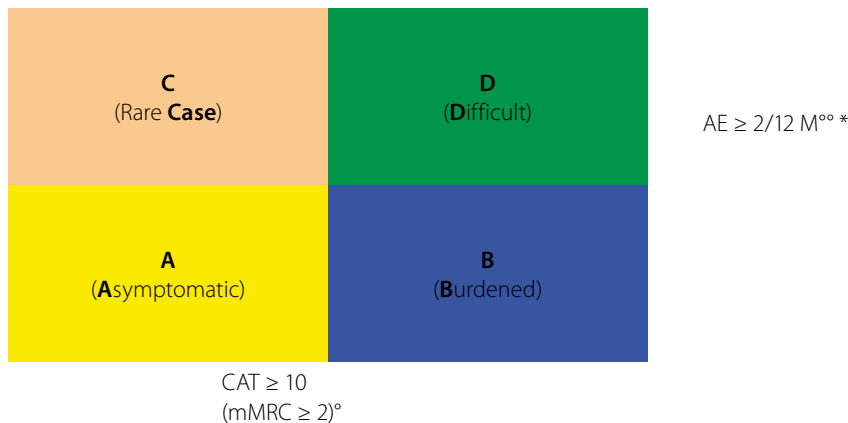 C
(Rare Case)
D
(Difficult)
AE ≥ 2/12 M°° *
A
(Asymptomatic)
B
(Burdened)
CAT ≥ 10
(mMRC ≥ 2)°